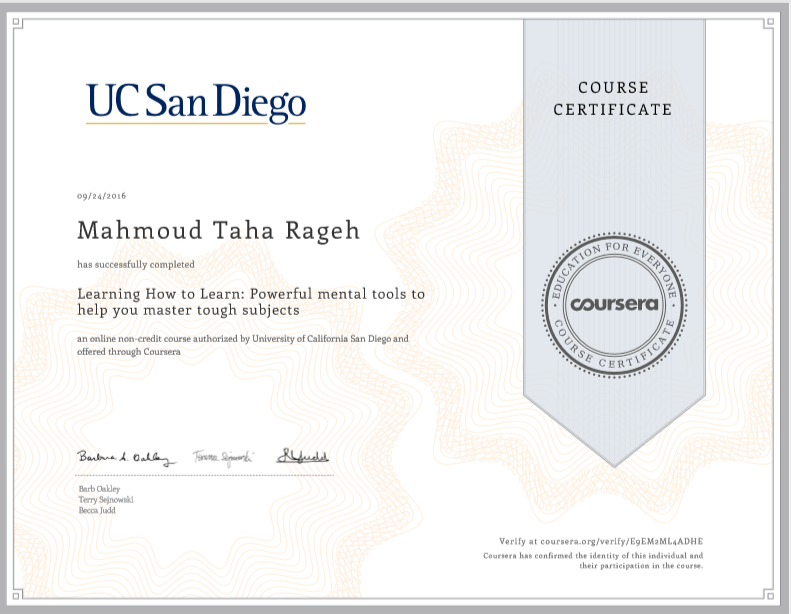 UC San Diego
COURSE
CERTIFICATE
09/24/2016
Mahmoud Taha Rageh
has successfully completed
Learning How to Learn: Powerful mental tools to
help you master tough subjects
an online non-credit course authorized by University of California San Diego and
offered through Coursera
EDUCATION FOR EVERYONE
coursera
COURSE CERTIFICATE
Barbara A. Oakley
Barb Oakley
Terry Sejnowski
Becca Judd
Verify at coursera.org/verify/E9EM2ML4ADHE
Coursera has confirmed the identity of this individual and
their participation in the course.